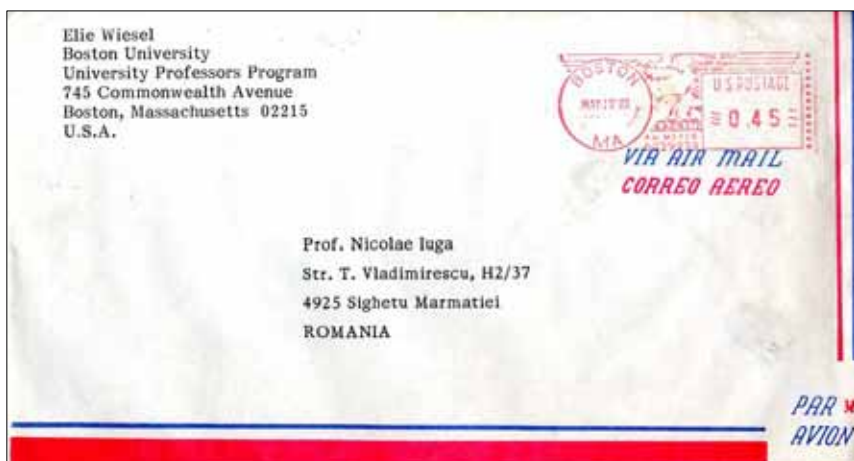 Elie Wiesel
Boston University
University Professors Program
745 Commonwealth Avenue
Boston, Massachusetts 02215
U.S.A.
BOSTON
MA
U.S. POSTAGE
0.45
VIA AIR MAIL
CORREO AEREO
Prof. Nicolae Iuga
Str. T. Vladimirescu, H2/37
4925 Sighetu Marmatiei
ROMANIA
PAR
AVION